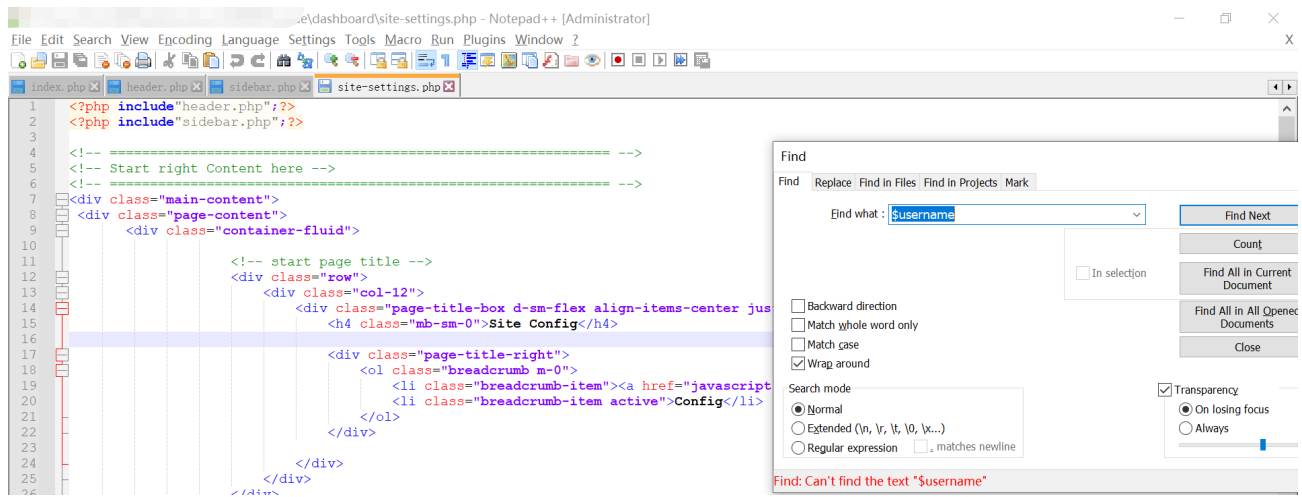 e\dashboard\site-settings.php - Notepad++ [Administrator]
File Edit Search View Encoding Language Settings Tools Macro Run Plugins Window ?
X
index.php header.php sidebar.php site-settings.php
1 <?php include"header.php";?>
2 <?php include"sidebar.php";?>
3
4 <!-- ============================================================== -->
5 <!-- Start right Content here -->
6 <!-- ============================================================== -->
7 <div class="main-content">
8 <div class="page-content">
9 <div class="container-fluid">
10
11 <!-- start page title -->
12 <div class="row">
13 <div class="col-12">
14 <div class="page-title-box d-sm-flex align-items-center jus
15 <h4 class="mb-sm-0">Site Config</h4>
16
17 <div class="page-title-right">
18 <ol class="breadcrumb m-0">
19 <li class="breadcrumb-item"><a href="javascript
20 <li class="breadcrumb-item active">Config</li>
21 </ol>
22 </div>
23
24 </div>
25 </div>
26 </div>
Find
Find Replace Find in Files Find in Projects Mark
Find what : $username
Find Next
Count
In selection
Find All in Current
Document
Find All in All Opened
Documents
Close
Backward direction
Match whole word only
Match case
Wrap around
Search mode
Normal
Extended (\n, \r, \t, \0, \x...)
Regular expression . matches newline
Transparency
On losing focus
Always
Find: Can't find the text "$username"